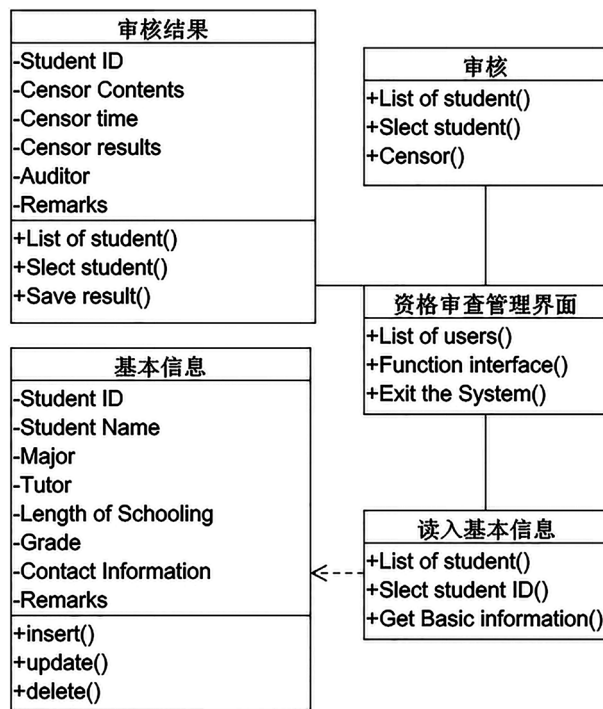 审核结果
-Student ID
-Censor Contents
-Censor time
-Censor results
-Auditor
-Remarks
+List of student()
+Slect student()
+Save result()
审核
+List of student()
+Slect student()
+Censor()
资格审查管理界面
+List of users()
+Function interface()
+Exit the System()
基本信息
-Student ID
-Student Name
-Major
-Tutor
-Length of Schooling
-Grade
-Contact Information
-Remarks
+insert()
+update()
+delete()
读入基本信息
+List of student()
+Slect student ID()
+Get Basic information()